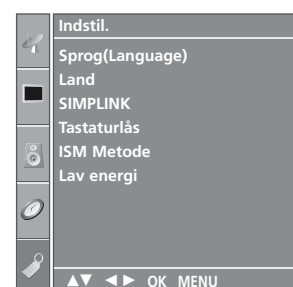 Indstil.
Sprog(Language)
Land
SIMPLINK
Tastaturlås
ISM Metode
Lav energi
▲▼ ◄► OK MENU